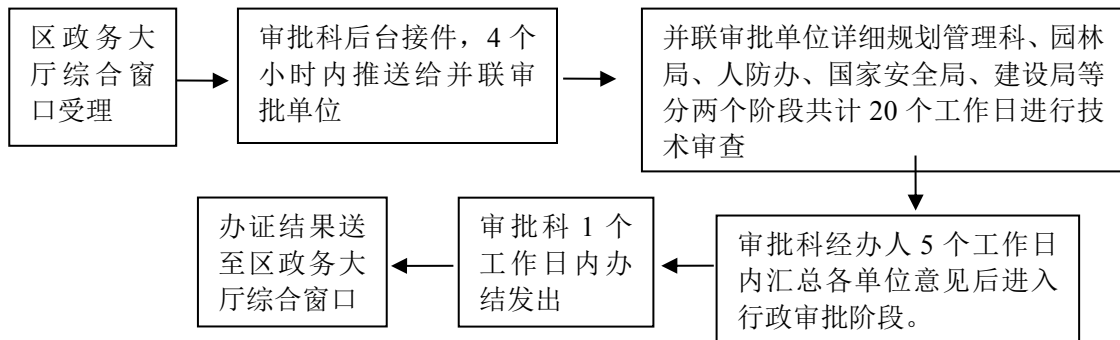 区政务大
厅综合窗
口受理
审批科后台接件，4 个
小时内推送给并联审
批单位
并联审批单位详细规划管理科、园林
局、人防办、国家安全局、建设局等
分两个阶段共计 20 个工作日进行技
术审查
审批科经办人 5 个工作日
内汇总各单位意见后进入
行政审批阶段。
审批科 1 个
工作日内办
结发出
办证结果送
至区政务大
厅综合窗口